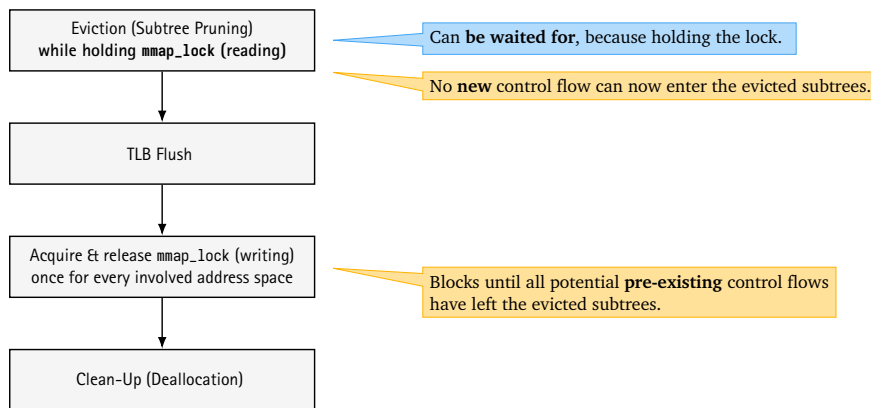 Eviction (Subtree Pruning)
while holding mmap_lock (reading)
Can be waited for, because holding the lock.
No new control flow can now enter the evicted subtrees.
TLB Flush
Acquire & release mmap_lock (writing)
once for every involved address space
Blocks until all potential pre-existing control flows
have left the evicted subtrees.
Clean-Up (Deallocation)